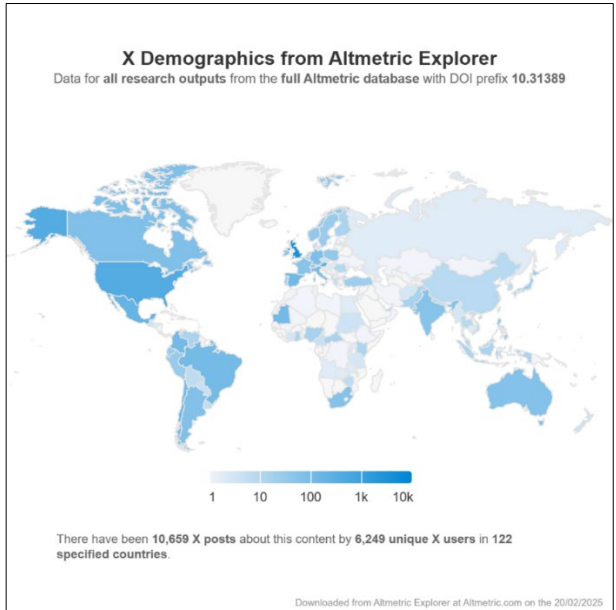 X Demographics from Altmetric Explorer
Data for all research outputs from the full Altmetric database with DOI prefix 10.31389
1 10 100 1k 10k
There have been 10,659 X posts about this content by 6,249 unique X users in 122
specified countries.
Downloaded from Altmetric Explorer at Altmetric.com on the 20/02/2025